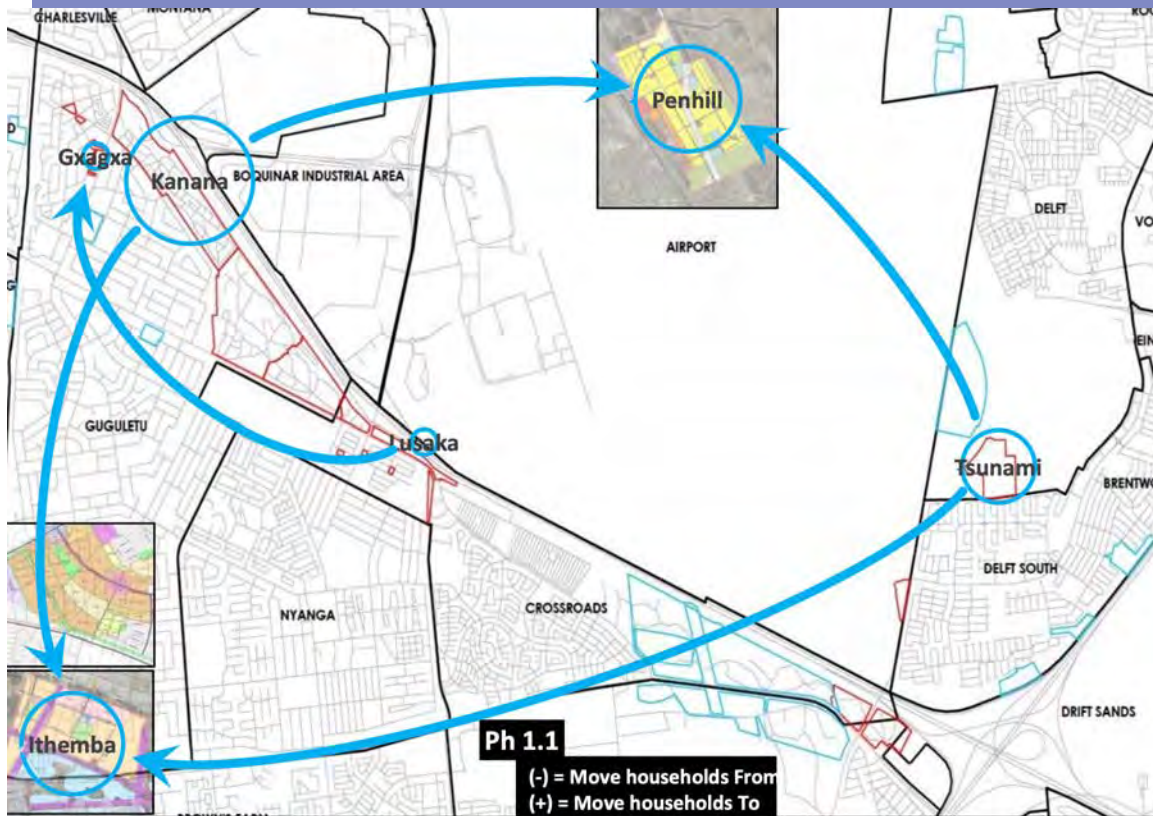 CHARLESVILLE
MONTANA
Penhill
Gxagxa
Kanana
BOQUINAR INDUSTRIAL AREA
DELFT
AIRPORT
GUGULETU
Lusaka
Tsunami
DELFT SOUTH
NYANGA
CROSSROADS
DRIFT SANDS
Ithemba
Ph 1.1
(-) = Move households From
(+) = Move households To